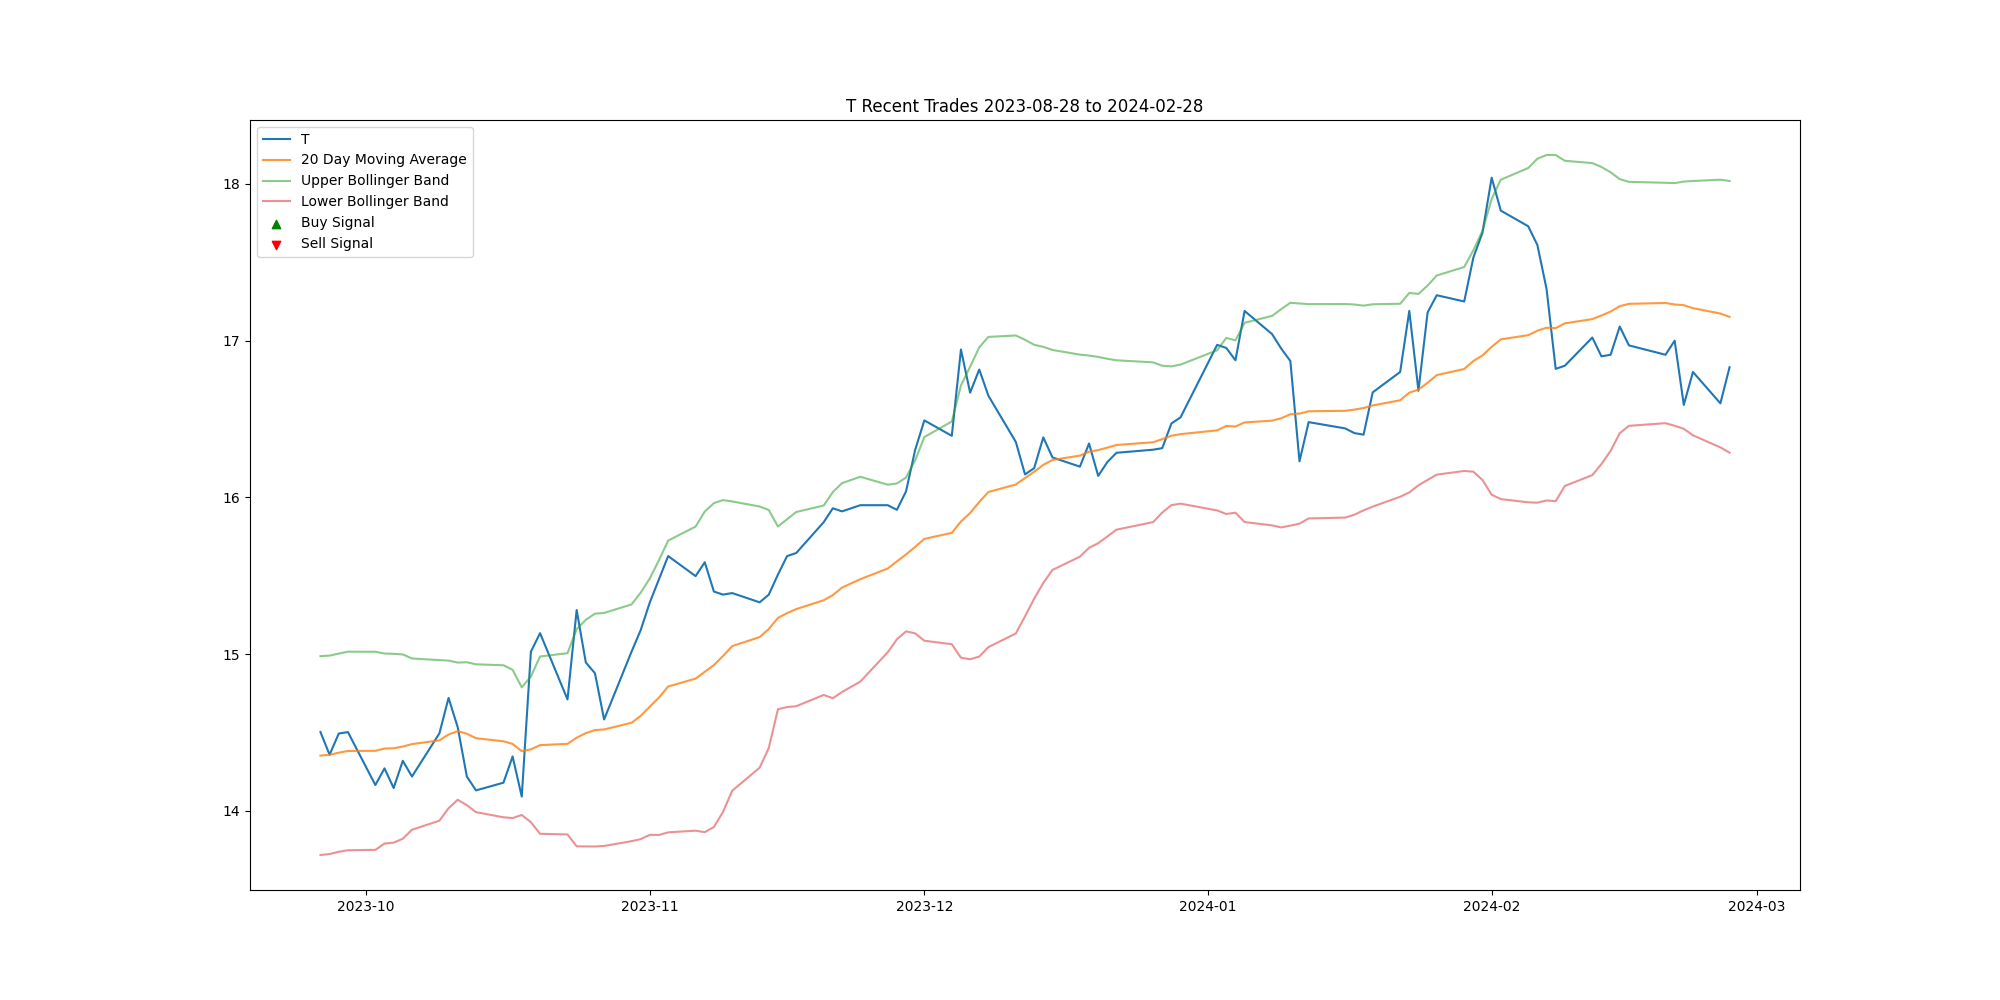 T Recent Trades 2023-08-28 to 2024-02-28
T
20 Day Moving Average
Upper Bollinger Band
Lower Bollinger Band
Buy Signal
Sell Signal
18
17
16
15
14
2023-10
2023-11
2023-12
2024-01
2024-02
2024-03